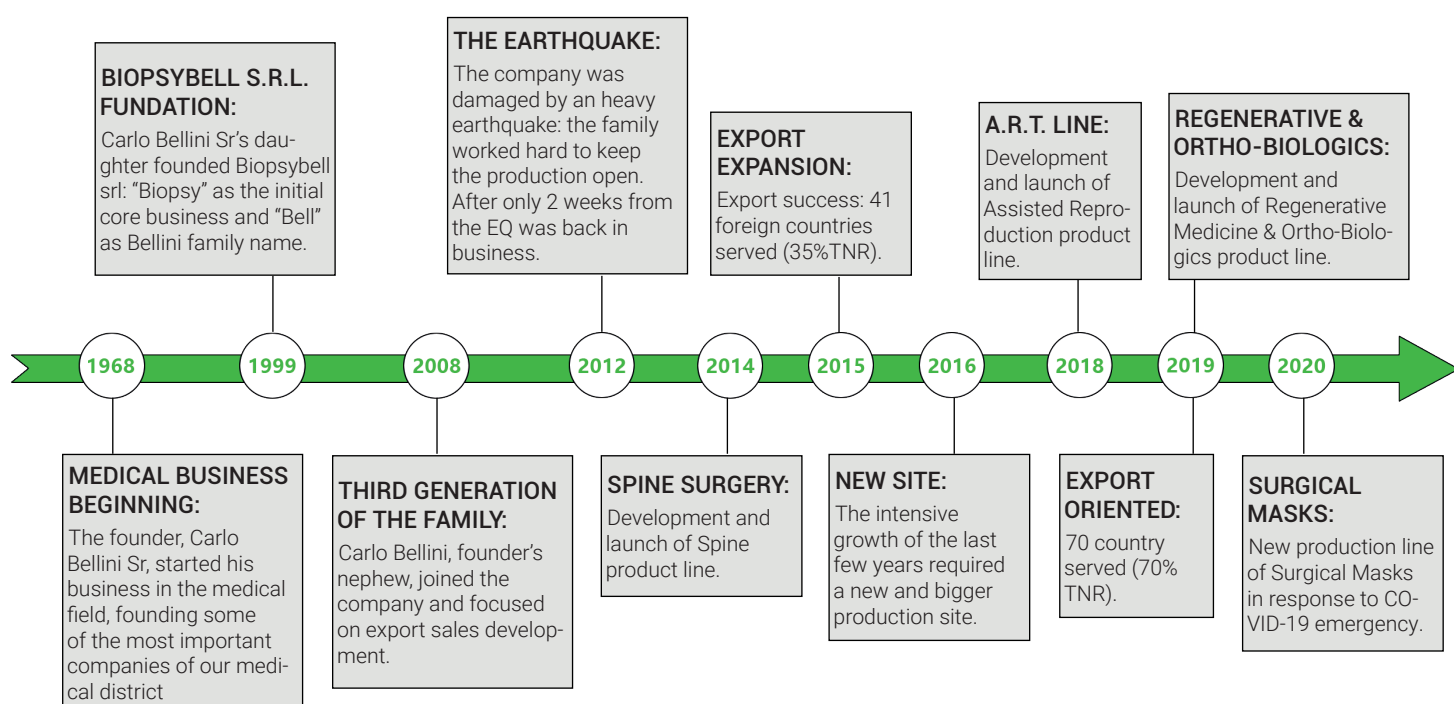 BIOPSYBELL S.R.L.
FUNDATION:
Carlo Bellini Sr's dau-
ghter founded Biopsybell
srl: “Biopsy” as the initial
core business and “Bell”
as Bellini family name.
THE EARTHQUAKE:
The company was
damaged by an heavy
earthquake: the family
worked hard to keep
the production open.
After only 2 weeks from
the EQ was back in
business.
EXPORT
EXPANSION:
Export success: 41
foreign countries
served (35%TNR).
A.R.T. LINE:
Development
and launch of
Assisted Repro-
duction product
line.
REGENERATIVE &
ORTHO-BIOLOGICS:
Development and
launch of Regenerative
Medicine & Ortho-Biolo-
gics product line.
1968
1999
2008
2012
2014
2015
2016
2018
2019
2020
MEDICAL BUSINESS
BEGINNING:
The founder, Carlo
Bellini Sr, started his
business in the medical
field, founding some
of the most important
companies of our medi-
cal district
THIRD GENERATION
OF THE FAMILY:
Carlo Bellini, founder's
nephew, joined the
company and focused
on export sales develop-
ment.
SPINE SURGERY:
Development and
launch of Spine
product line.
NEW SITE:
The intensive
growth of the last
few years required
a new and bigger
production site.
EXPORT
ORIENTED:
70 country
served (70%
TNR).
SURGICAL
MASKS:
New production line
of Surgical Masks
in response to CO-
VID-19 emergency.